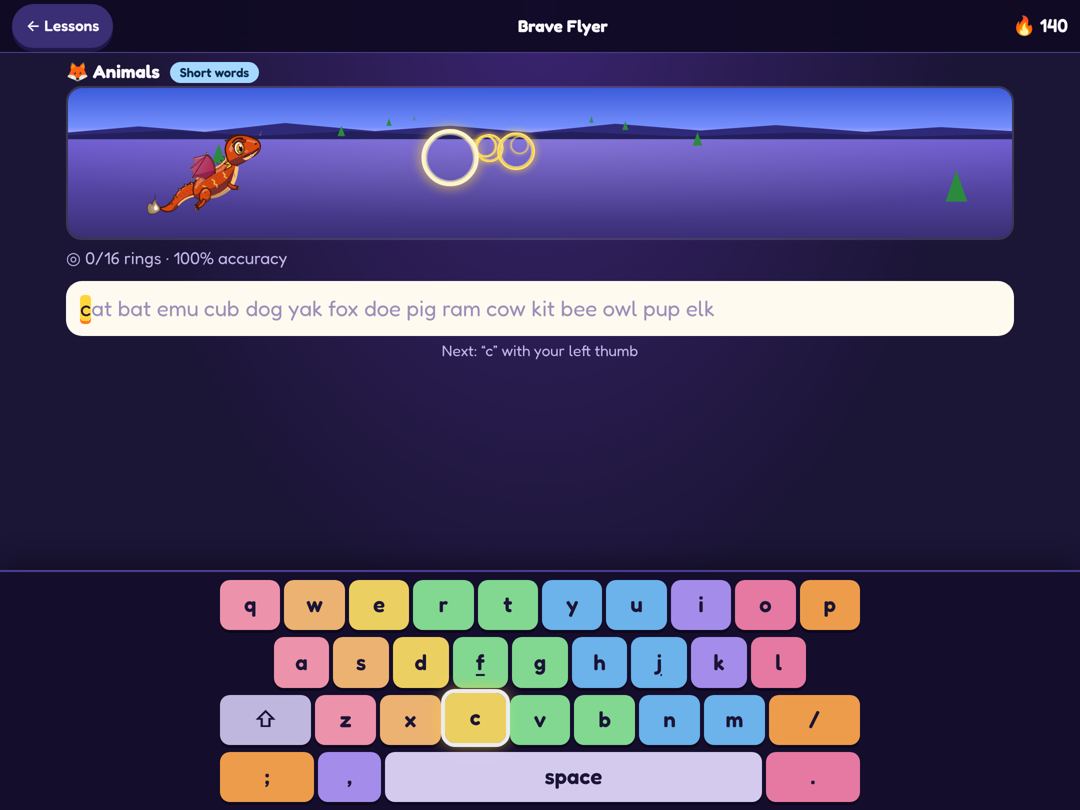 ← Lessons
Brave Flyer
🔥 140
🦊 Animals
Short words
◎ 0/16 rings · 100% accuracy
cat bat emu cub dog yak fox doe pig ram cow kit bee owl pup elk
Next: “c” with your left thumb
q w e r t y u i o p
a s d f g h j k l
⇧ z x c v b n m /
; , space .